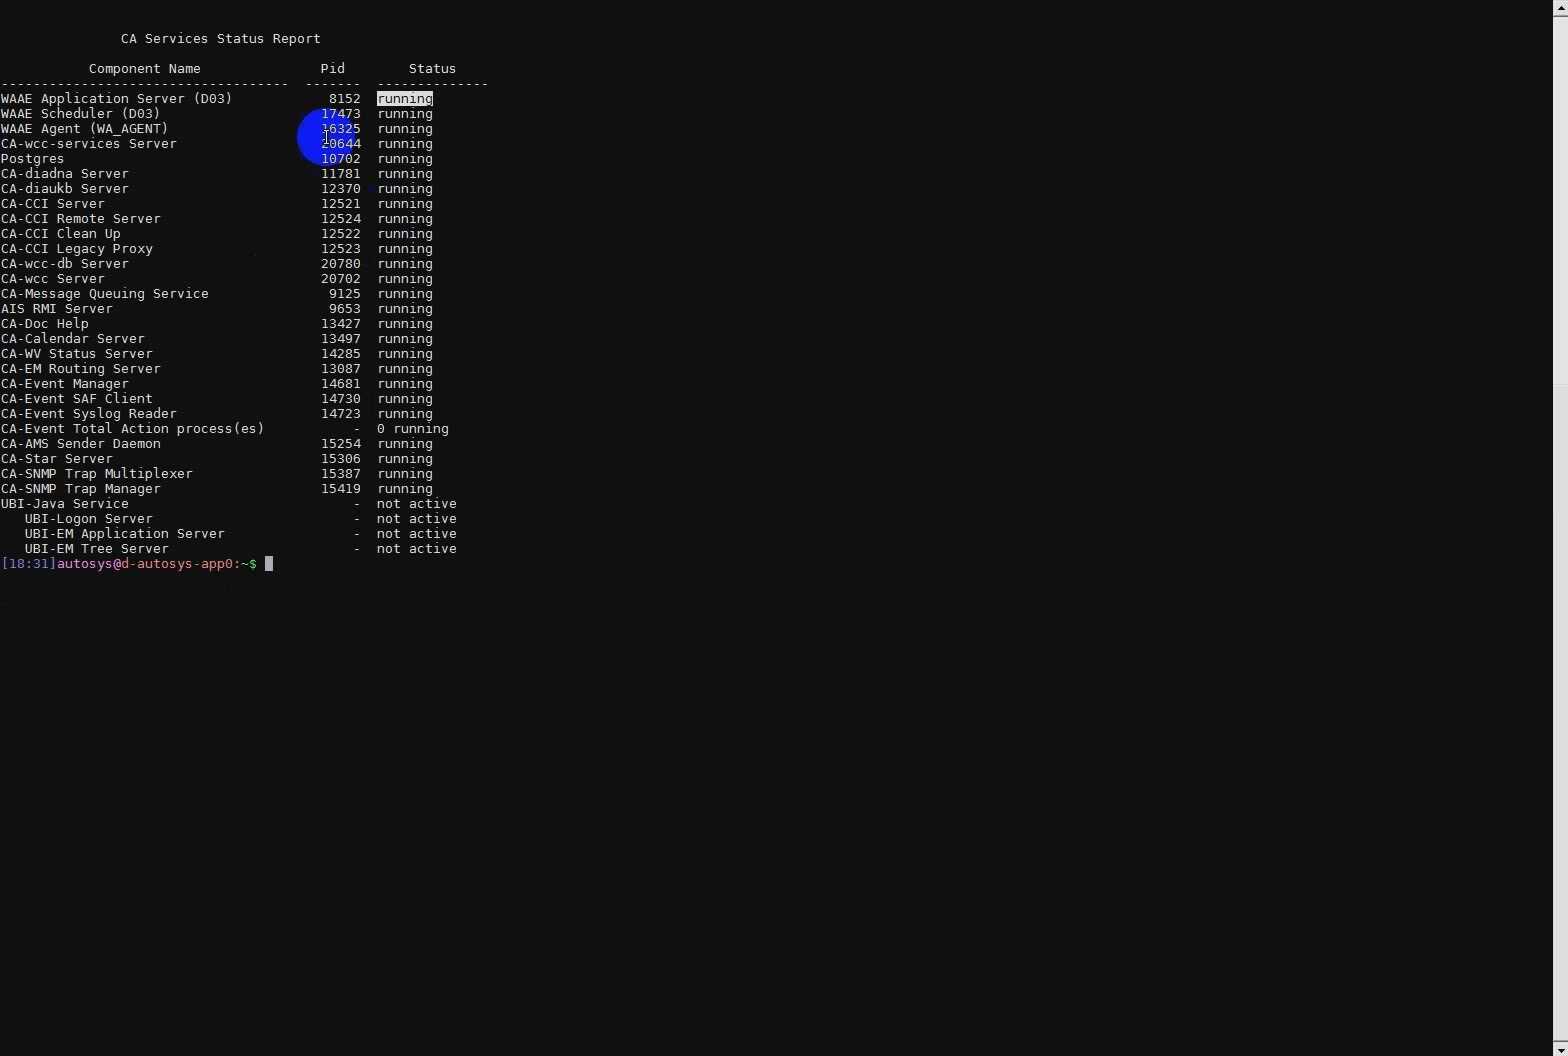 CA Services Status Report
Component Name Pid Status
------------------------------------ ------- --------------
WAAE Application Server (D03) 8152 running
WAAE Scheduler (D03) 17473 running
WAAE Agent (WA_AGENT) 16325 running
CA-wcc-services Server 20644 running
Postgres 10702 running
CA-diadna Server 11781 running
CA-diaukb Server 12370 running
CA-CCI Server 12521 running
CA-CCI Remote Server 12524 running
CA-CCI Clean Up 12522 running
CA-CCI Legacy Proxy 12523 running
CA-wcc-db Server 20780 running
CA-wcc Server 20702 running
CA-Message Queuing Service 9125 running
AIS RMI Server 9653 running
CA-Doc Help 13427 running
CA-Calendar Server 13497 running
CA-WV Status Server 14285 running
CA-EM Routing Server 13087 running
CA-Event Manager 14681 running
CA-Event SAF Client 14730 running
CA-Event Syslog Reader 14723 running
CA-Event Total Action process(es) - 0 running
CA-AMS Sender Daemon 15254 running
CA-Star Server 15306 running
CA-SNMP Trap Multiplexer 15387 running
CA-SNMP Trap Manager 15419 running
UBI-Java Service - not active
UBI-Logon Server - not active
UBI-EM Application Server - not active
UBI-EM Tree Server - not active
[18:31]autosys@d-autosys-app0:~$